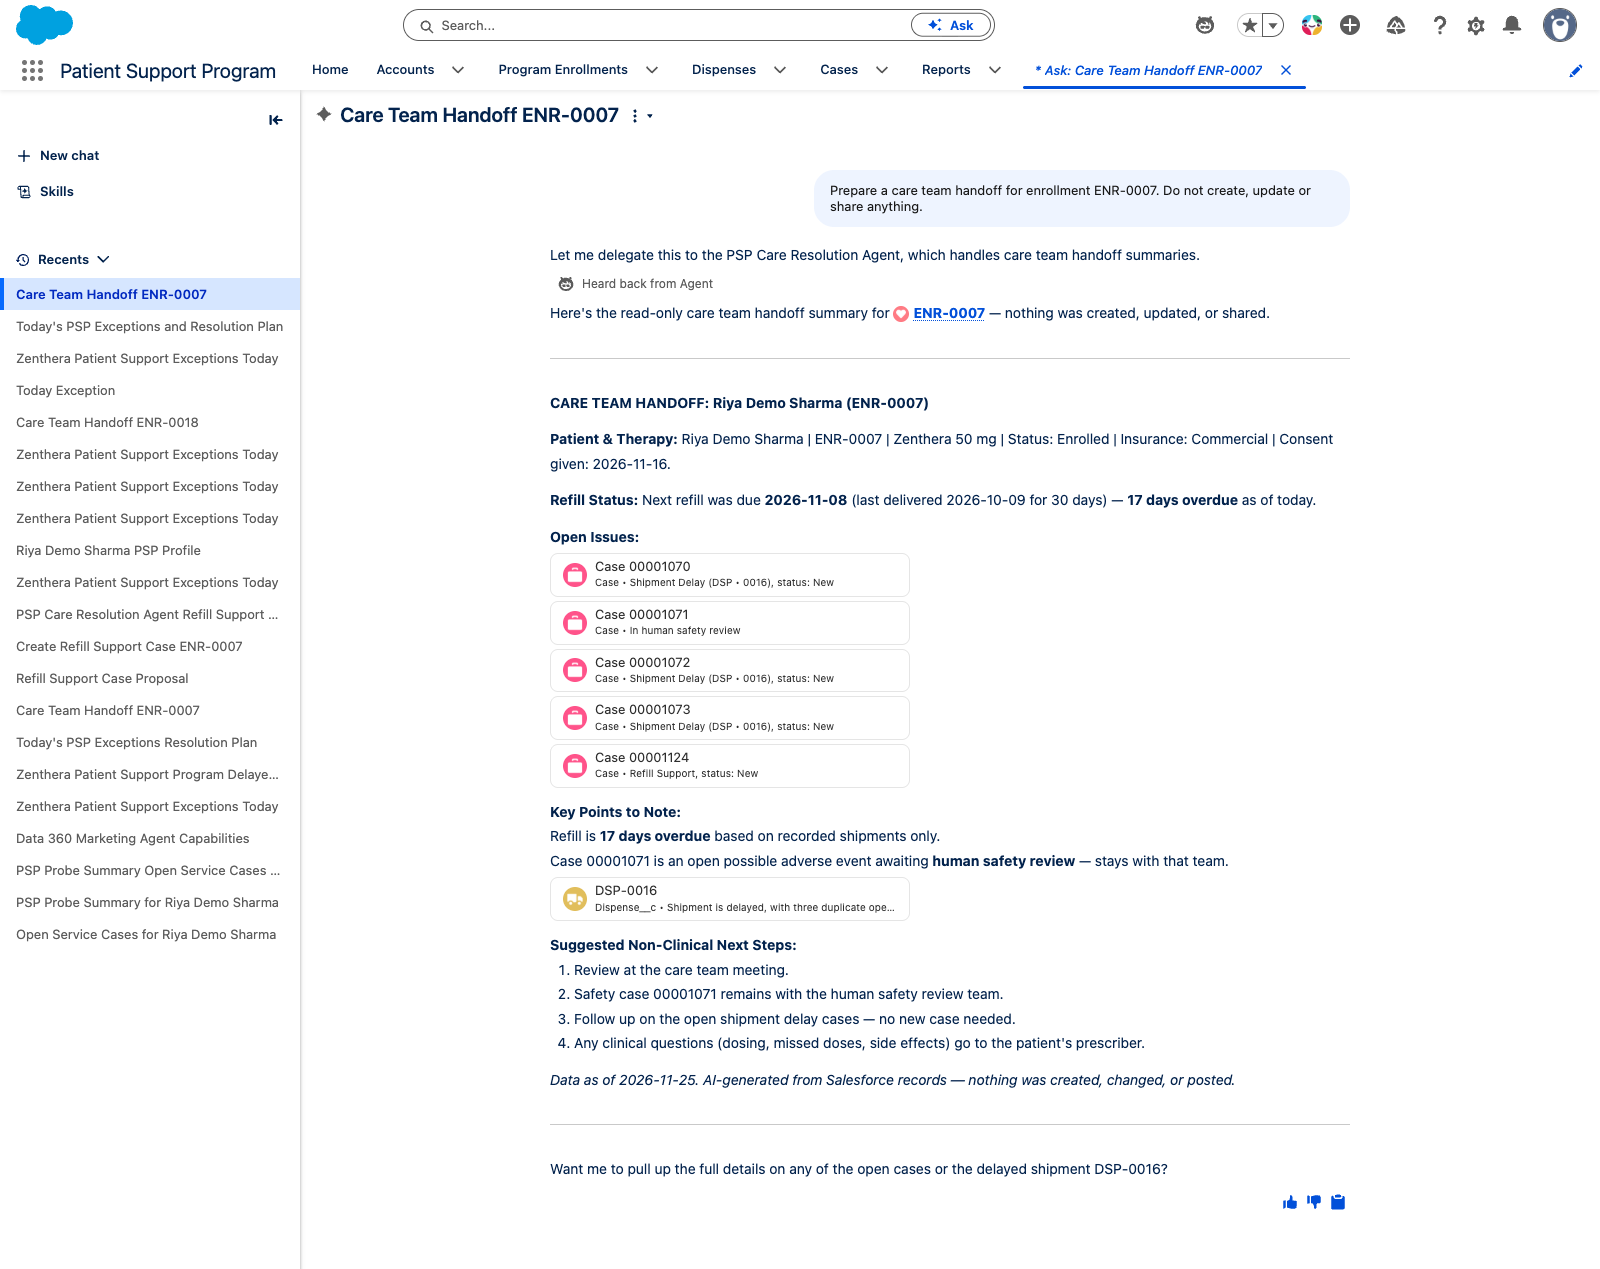 Search...
Ask
Patient Support Program
Home
Accounts
Program Enrollments
Dispenses
Cases
Reports
* Ask: Care Team Handoff ENR-0007
New chat
Skills
Recents
Care Team Handoff ENR-0007
Today's PSP Exceptions and Resolution Plan
Zenthera Patient Support Exceptions Today
Today Exception
Care Team Handoff ENR-0018
Zenthera Patient Support Exceptions Today
Zenthera Patient Support Exceptions Today
Zenthera Patient Support Exceptions Today
Riya Demo Sharma PSP Profile
Zenthera Patient Support Exceptions Today
PSP Care Resolution Agent Refill Support ...
Create Refill Support Case ENR-0007
Refill Support Case Proposal
Care Team Handoff ENR-0007
Today's PSP Exceptions Resolution Plan
Zenthera Patient Support Program Delaye...
Zenthera Patient Support Exceptions Today
Data 360 Marketing Agent Capabilities
PSP Probe Summary Open Service Cases ...
PSP Probe Summary for Riya Demo Sharma
Open Service Cases for Riya Demo Sharma
Care Team Handoff ENR-0007
Prepare a care team handoff for enrollment ENR-0007. Do not create, update or
share anything.
Let me delegate this to the PSP Care Resolution Agent, which handles care team handoff summaries.
Heard back from Agent
Here's the read-only care team handoff summary for ENR-0007 — nothing was created, updated, or shared.
CARE TEAM HANDOFF: Riya Demo Sharma (ENR-0007)
Patient & Therapy: Riya Demo Sharma | ENR-0007 | Zenthera 50 mg | Status: Enrolled | Insurance: Commercial | Consent
given: 2026-11-16.
Refill Status: Next refill was due 2026-11-08 (last delivered 2026-10-09 for 30 days) — 17 days overdue as of today.
Open Issues:
Case 00001070
Case • Shipment Delay (DSP • 0016), status: New
Case 00001071
Case • In human safety review
Case 00001072
Case • Shipment Delay (DSP • 0016), status: New
Case 00001073
Case • Shipment Delay (DSP • 0016), status: New
Case 00001124
Case • Refill Support, status: New
Key Points to Note:
Refill is 17 days overdue based on recorded shipments only.
Case 00001071 is an open possible adverse event awaiting human safety review — stays with that team.
DSP-0016
Dispense__c • Shipment is delayed, with three duplicate ope...
Suggested Non-Clinical Next Steps:
1. Review at the care team meeting.
2. Safety case 00001071 remains with the human safety review team.
3. Follow up on the open shipment delay cases — no new case needed.
4. Any clinical questions (dosing, missed doses, side effects) go to the patient's prescriber.
Data as of 2026-11-25. AI-generated from Salesforce records — nothing was created, changed, or posted.
Want me to pull up the full details on any of the open cases or the delayed shipment DSP-0016?